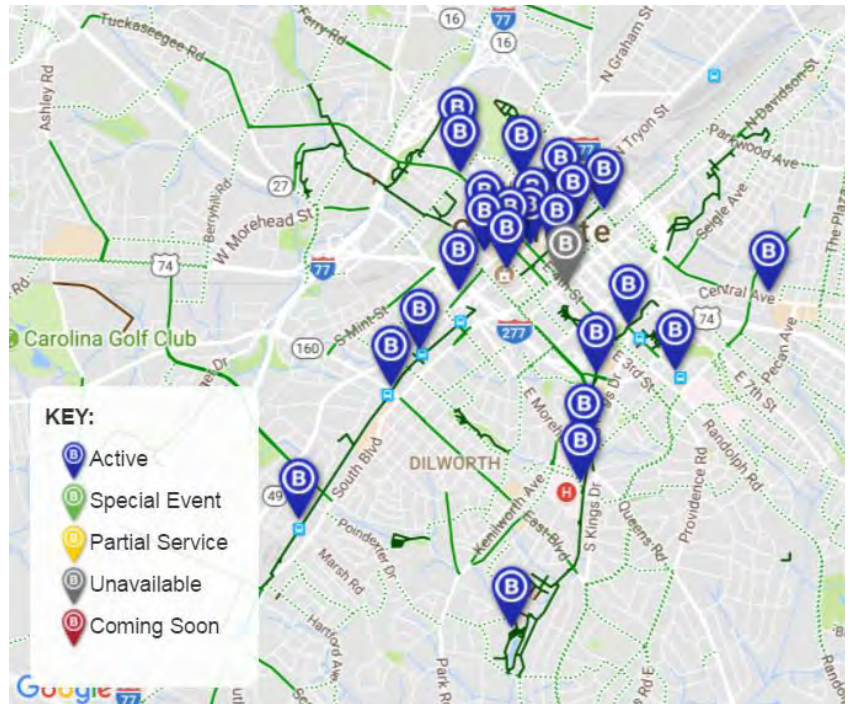 Tuckaseegee Rd
Ferry Rd
16
77
16
N Graham St
Ashley Rd
N Tryon St
77
N Davidson St
Parkwood Ave
27
Berryhill Rd
W Morehead St
Seigle Ave
The Plaza
74
77
Rd
Central Ave
S Mint St
277
74
Carolina Golf Club
160
E 3rd St
Pecan Ave
E 7th St
KEY:
B Active
B Special Event
B Partial Service
B Unavailable
B Coming Soon
DILWORTH
49
South Blvd
H
Randolph Rd
Providence Rd
Kenilworth Ave
East Blvd
S Kings Dr
Queens Rd
Poindexter Dr
Marsh Rd
Hartford Ave
Park Rd
Google
77